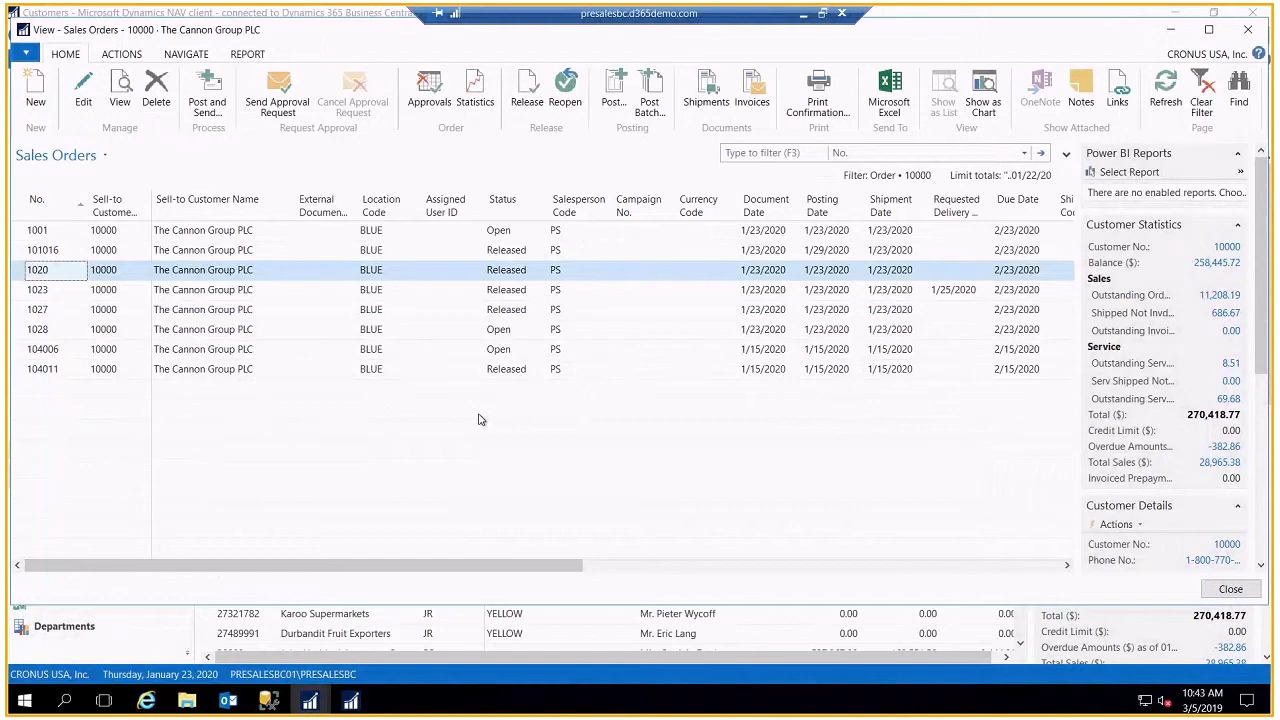 Customers - Microsoft Dynamics NAV client - connected to Dynamics 365 Business Centra
presalesbc.d365demo.com
View - Sales Orders - 10000 · The Cannon Group PLC
HOME ACTIONS NAVIGATE REPORT CRONUS USA, Inc.
New Edit View Delete Post and Send... Send Approval Request Cancel Approval Request Approvals Statistics Release Reopen Post... Post Batch... Shipments Invoices Print Confirmation... Microsoft Excel Show as List Show as Chart OneNote Notes Links Refresh Clear Filter Find
New Manage Process Request Approval Order Release Posting Documents Print Send To View Show Attached Page
Sales Orders
Type to filter (F3) No.
Filter: Order • 10000 Limit totals: ''..01/22/20
No. Sell-to Custome... Sell-to Customer Name External Documen... Location Code Assigned User ID Status Salesperson Code Campaign No. Currency Code Document Date Posting Date Shipment Date Requested Delivery ... Due Date Shi Co
1001 10000 The Cannon Group PLC BLUE Open PS 1/23/2020 1/23/2020 1/23/2020 2/23/2020
101016 10000 The Cannon Group PLC BLUE Released PS 1/23/2020 1/29/2020 1/23/2020 2/23/2020
1020 10000 The Cannon Group PLC BLUE Released PS 1/23/2020 1/23/2020 1/23/2020 2/23/2020
1023 10000 The Cannon Group PLC BLUE Released PS 1/23/2020 1/23/2020 1/23/2020 1/25/2020 2/23/2020
1027 10000 The Cannon Group PLC BLUE Released PS 1/23/2020 1/23/2020 1/23/2020 2/23/2020
1028 10000 The Cannon Group PLC BLUE Open PS 1/23/2020 1/23/2020 1/23/2020 2/23/2020
104006 10000 The Cannon Group PLC BLUE Open PS 1/15/2020 1/15/2020 1/15/2020 2/15/2020
104011 10000 The Cannon Group PLC BLUE Released PS 1/15/2020 1/15/2020 1/15/2020 2/15/2020
Power BI Reports
Select Report
There are no enabled reports. Choo...
Customer Statistics
Customer No.: 10000
Balance ($): 258,445.72
Sales
Outstanding Ord... 11,208.19
Shipped Not Invd... 686.67
Outstanding Invoi... 0.00
Service
Outstanding Serv... 8.51
Serv Shipped Not... 0.00
Outstanding Serv... 69.68
Total ($): 270,418.77
Credit Limit ($): 0.00
Overdue Amounts... -382.86
Total Sales ($): 28,965.38
Invoiced Prepaym... 0.00
Customer Details
Actions
Customer No.: 10000
Phone No.: 1-800-770-...
Close
Departments
27321782 Karoo Supermarkets JR YELLOW Mr. Pieter Wycoff 0.00 0.00 0.00
27489991 Durbandit Fruit Exporters JR YELLOW Mr. Eric Lang 0.00 0.00 0.00
Total ($): 270,418.77
Credit Limit ($): 0.00
Overdue Amounts ($) as of 01... -382.86
28,965.38
CRONUS USA, Inc. Thursday, January 23, 2020 PRESALESBC01\PRESALESBC
10:43 AM
3/5/2019